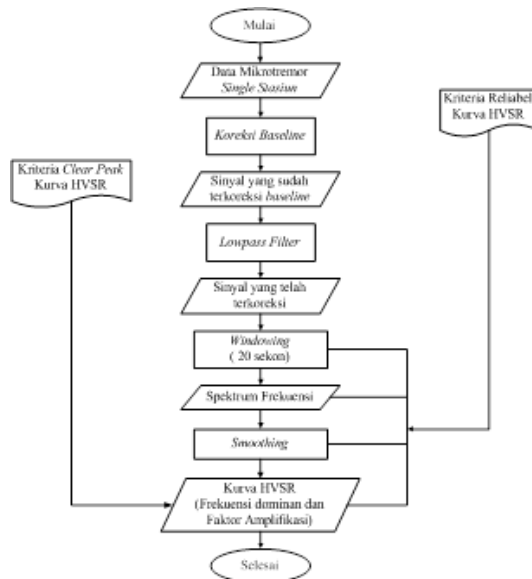 Mulai
Data Mikrotremor
Single Stasiun
Kriteria Reliabel
Kurva HVSR
Koreksi Baseline
Kriteria Clear Peak
Kurva HVSR
Sinyal yang sudah
terkoreksi baseline
Lowpass Filter
Sinyal yang telah
terkoreksi
Windowing
( 20 sekon)
Spektrum Frekuensi
Smoothing
Kurva HVSR
(Frekuensi dominan dan
Faktor Amplifikasi)
Selesai